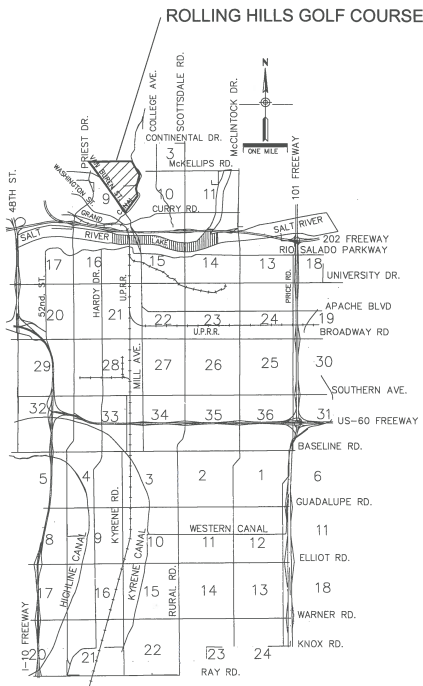 ROLLING HILLS GOLF COURSE
COLLEGE AVE.
SCOTTSDALE RD.
McCLINTOCK DR.
N
PRIEST DR.
CONTINENTAL DR.
ONE MILE
101 FREEWAY
3
VAN BUREN ST.
McKELLIPS RD.
WASHINGTON ST.
48TH ST.
9
10
11
CANAL
GRAND
CURRY RD.
SALT RIVER
SALT
RIVER
LAKE
202 FREEWAY
RIO SALADO PARKWAY
17
16
15
14
13
18
UNIVERSITY DR.
52nd. ST.
HARDY DR.
U.P.R.R.
PRICE RD.
APACHE BLVD
20
21
22
23
24
19
U.P.R.R.
BROADWAY RD
MILL AVE.
29
28
27
26
25
30
SOUTHERN AVE.
32
33
34
35
36
31
US-60 FREEWAY
BASELINE RD.
5
4
3
2
1
6
KYRENE RD.
GUADALUPE RD.
WESTERN CANAL
8
9
10
11
12
11
HIGHLINE CANAL
KYRENE CANAL
ELLIOT RD.
17
16
15
14
13
18
RURAL RD.
WARNER RD.
I-10 FREEWAY
20
21
22
23
24
KNOX RD.
RAY RD.